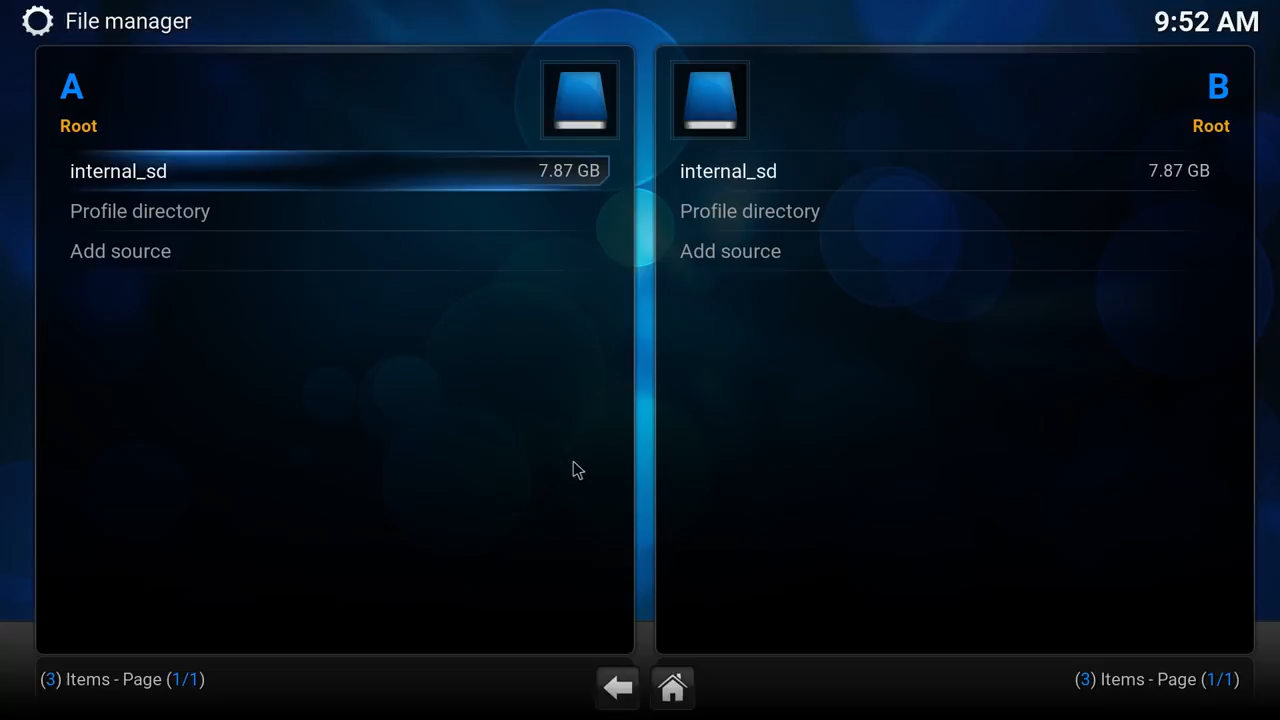 File manager
9:52 AM
A
Root
internal_sd 7.87 GB
Profile directory
Add source
(3) Items - Page (1/1)
B
Root
internal_sd 7.87 GB
Profile directory
Add source
(3) Items - Page (1/1)